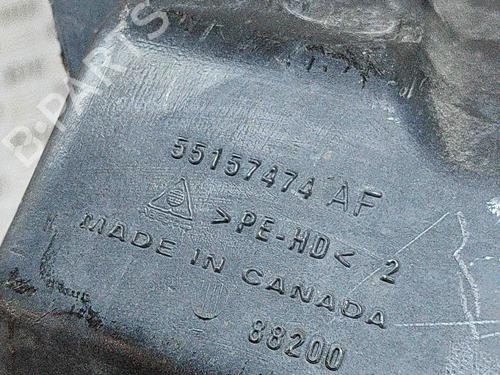 B-PARTS
55157474 AF
>PE-HD< 2
MADE IN CANADA
88200